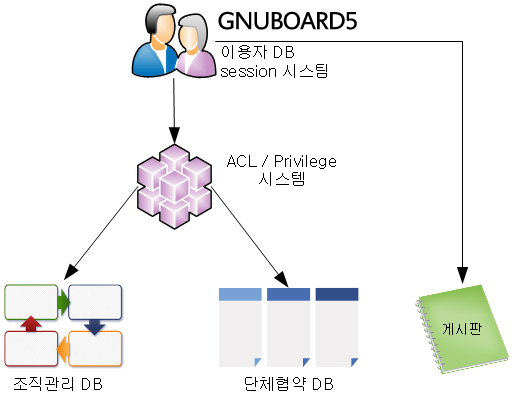 GNUBOARD5
이용자 DB
session 시스팀
ACL / Privilege
시스템
게시판
조직관리 DB
단체협약 DB